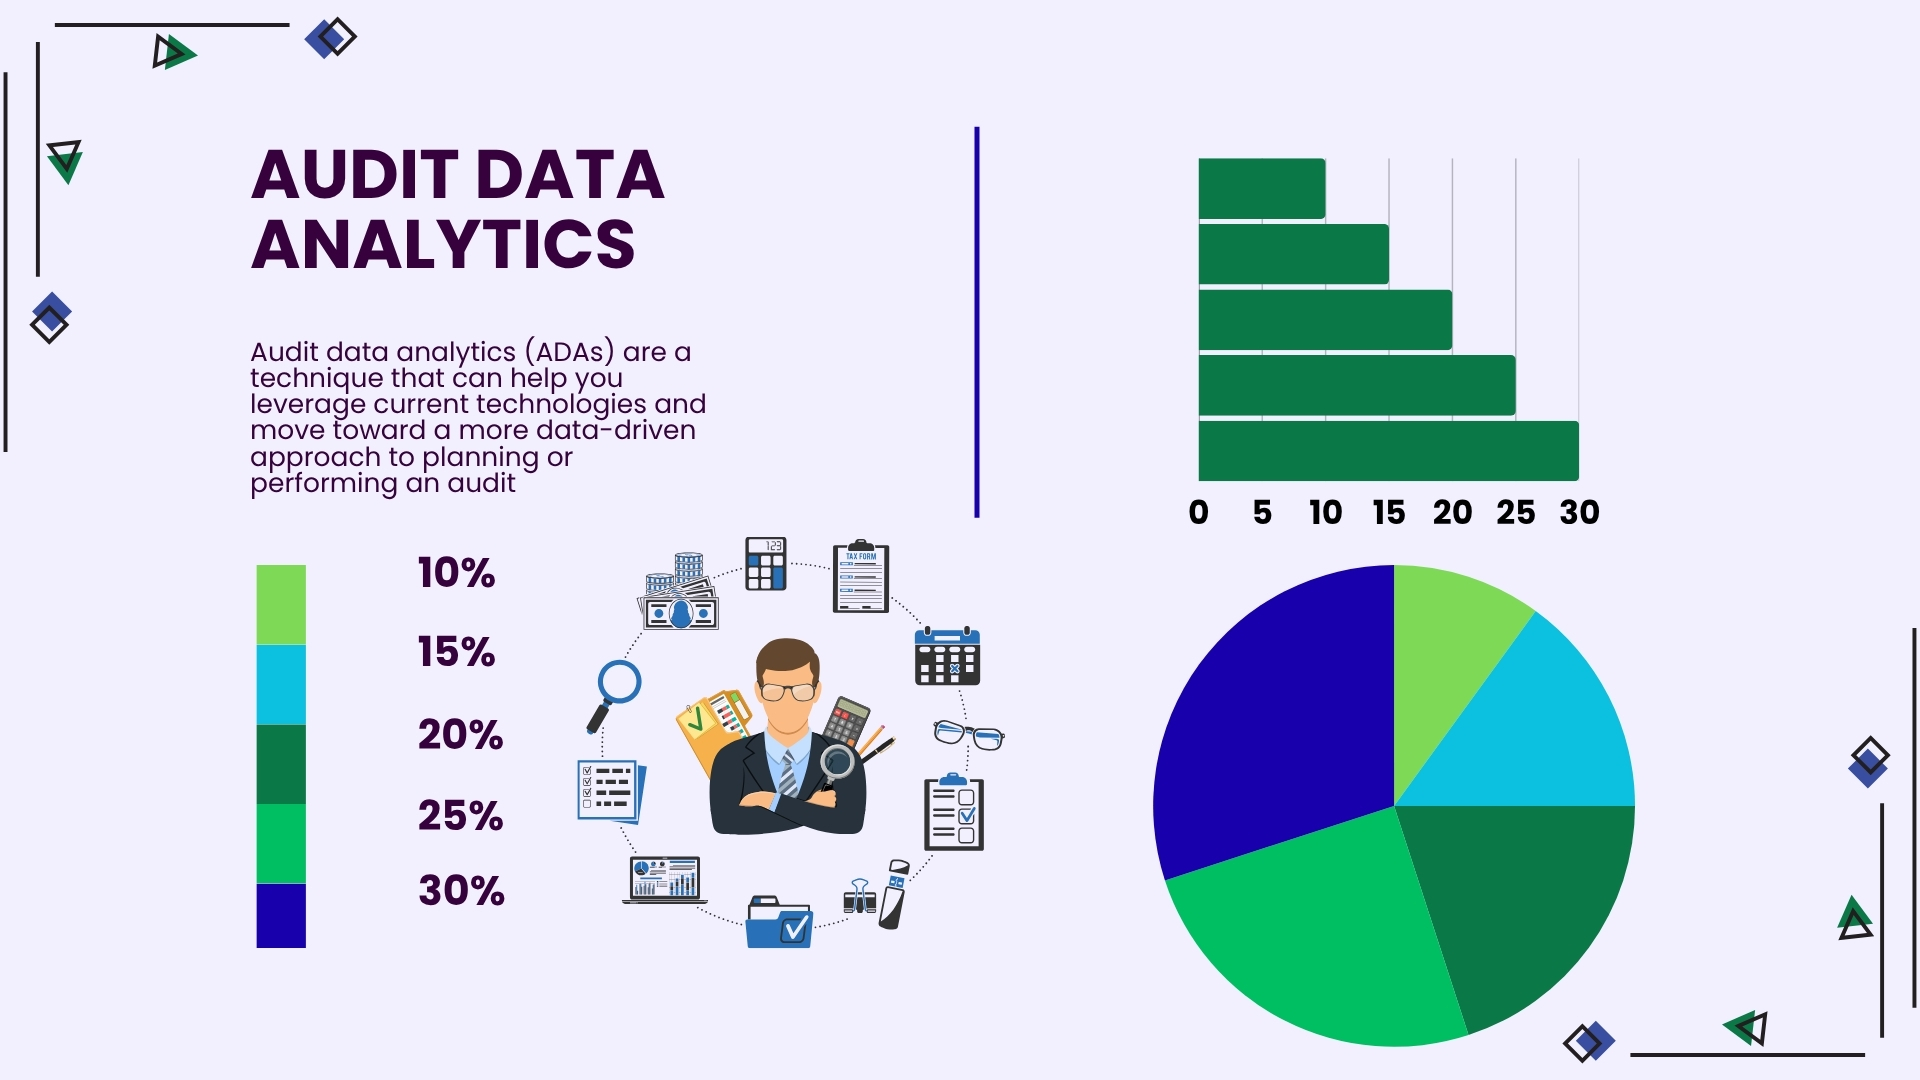 AUDIT DATA
ANALYTICS
Audit data analytics (ADAs) are a
technique that can help you
leverage current technologies and
move toward a more data-driven
approach to planning or
performing an audit
0 5 10 15 20 25 30
10%
15%
20%
25%
30%
123
TAX FORM